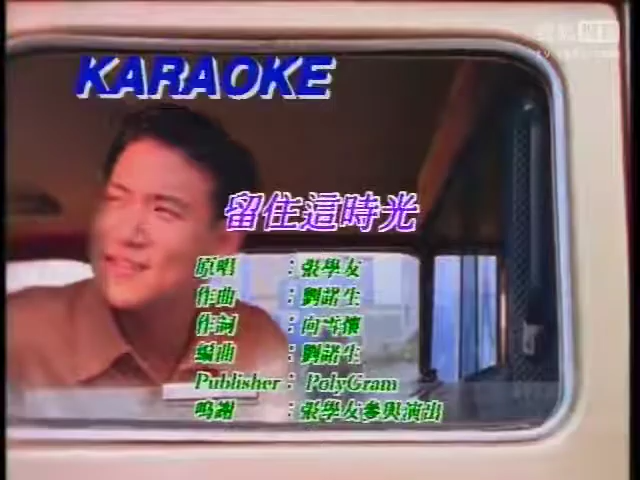 KARAOKE
留住這時光
原唱：張學友
作曲：劉諾生
作詞：向雪懷
編曲：劉諾生
Publisher： PolyGram
鳴謝：張學友參與演出